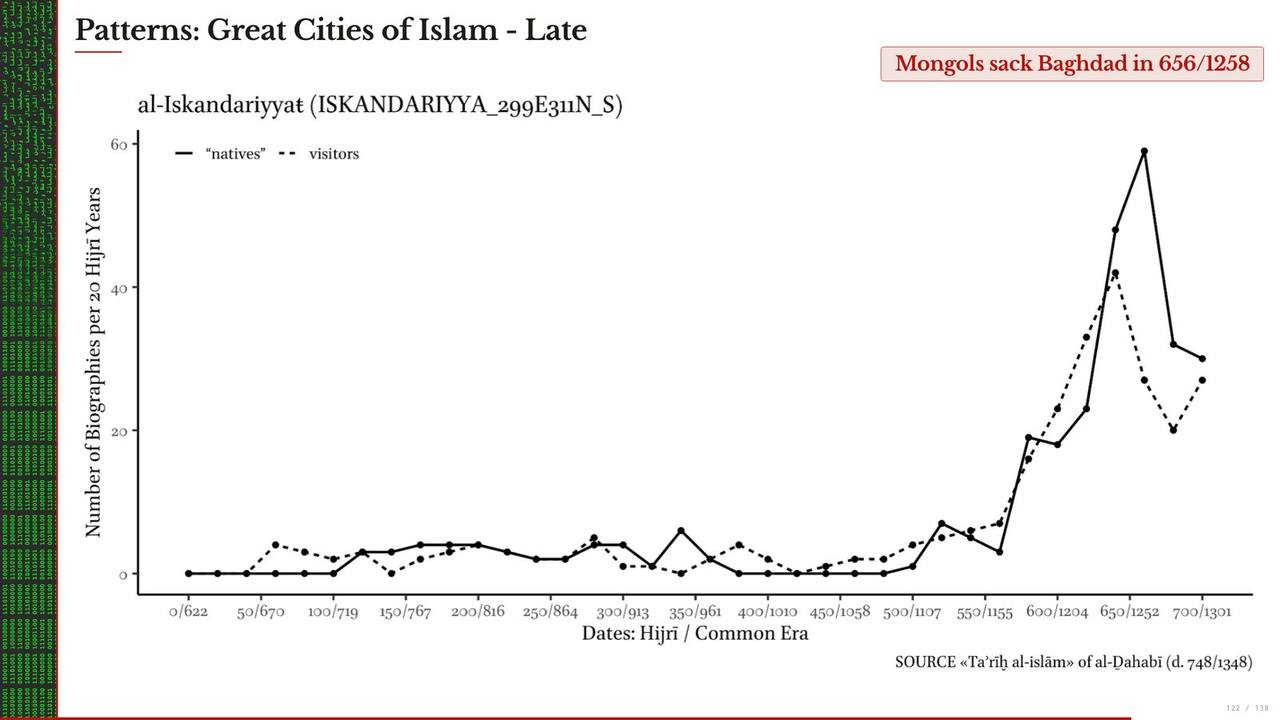 Patterns: Great Cities of Islam - Late
Mongols sack Baghdad in 656/1258
al-Iskandariyyaŧ (ISKANDARIYYA_299E311N_S)
"natives" visitors
Number of Biographies per 20 Hijrī Years
60
40
20
0
0/622 50/670 100/719 150/767 200/816 250/864 300/913 350/961 400/1010 450/1058 500/1107 550/1155 600/1204 650/1252 700/1301
Dates: Hijrī / Common Era
SOURCE «Taʾrīḫ al-islām» of al-Ḏahabī (d. 748/1348)
122 / 138